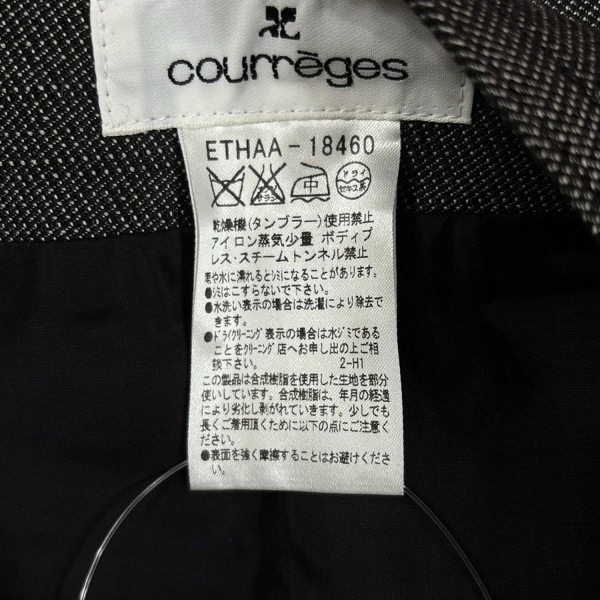 courrèges
ETHAA-18460
エンソ
サラシ
中
ドライ
セキユ系
乾燥機(タンブラー)使用禁止
アイロン蒸気少量 ボディプ
レス・スチームトンネル禁止
雨や水に濡れるとシミになることがあります。
●シミはこすらないで下さい。
●水洗い表示の場合は洗濯により除去で
きます。
●ドライクリーニング表示の場合は水ジミである
ことをクリーニング店へお申し出の上ご相
談下さい。 2-H1
この製品は合成樹脂を使用した生地を部分
使いしています。合成樹脂は、年月の経過
により劣化し剥がれていきます。少しでも
長くご着用頂くために以下の点にご注意く
ださい。
●表面を強く摩擦することはお避けくださ
い。